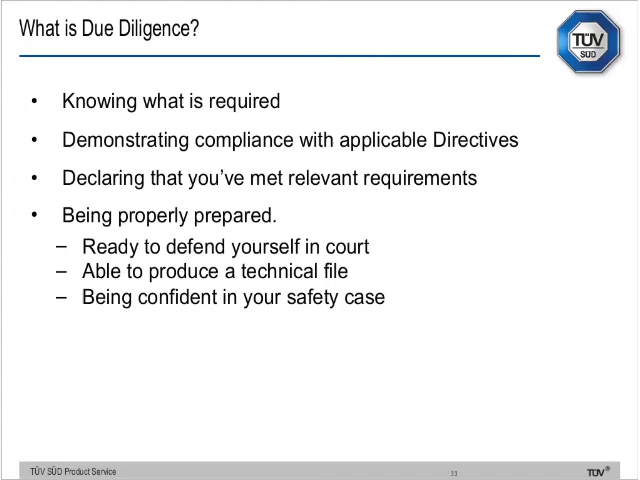 What is Due Diligence?
TÜV
SÜD
• Knowing what is required
• Demonstrating compliance with applicable Directives
• Declaring that you've met relevant requirements
• Being properly prepared.
– Ready to defend yourself in court
– Able to produce a technical file
– Being confident in your safety case
TÜV SÜD Product Service
33
TÜV®